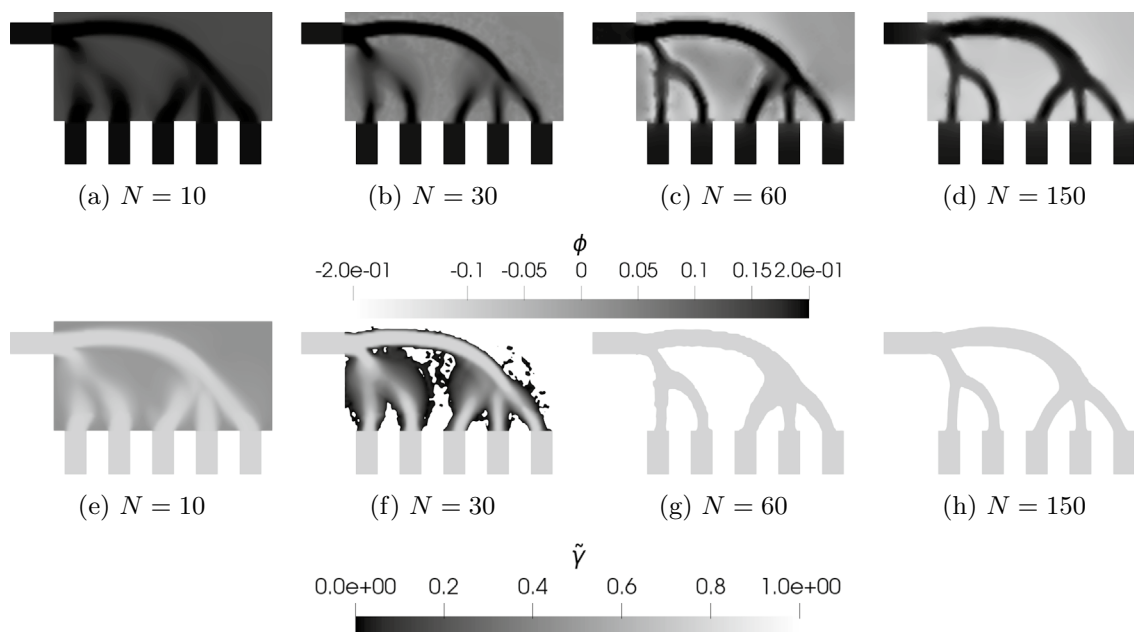 (a) N = 10
(b) N = 30
(c) N = 60
(d) N = 150
ϕ
-2.0e-01 -0.1 -0.05 0 0.05 0.1 0.15 2.0e-01
(e) N = 10
(f) N = 30
(g) N = 60
(h) N = 150
γ̃
0.0e+00 0.2 0.4 0.6 0.8 1.0e+00